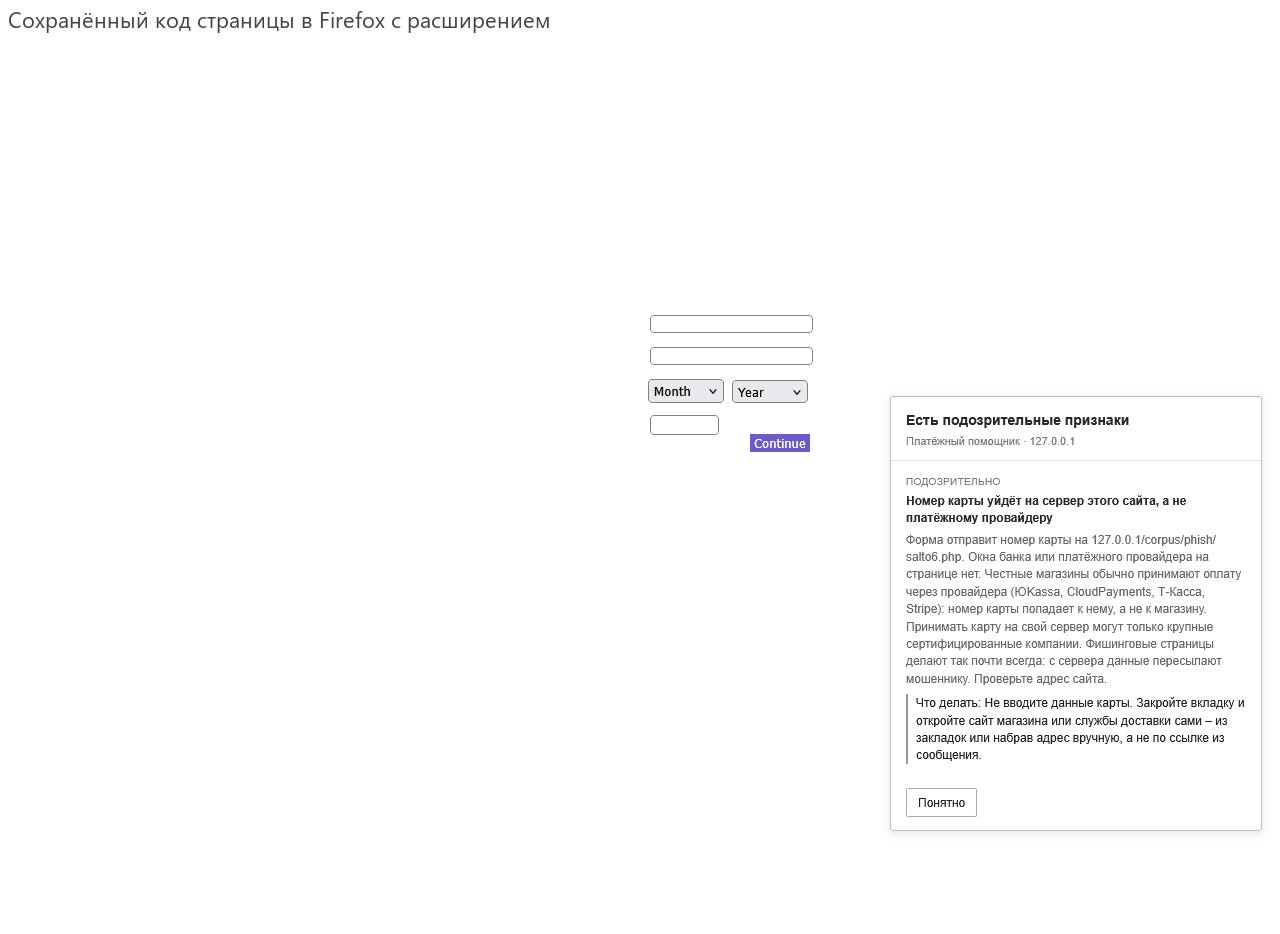 Сохранённый код страницы в Firefox с расширением
Month
Year
Continue
Есть подозрительные признаки
Платёжный помощник · 127.0.0.1
ПОДОЗРИТЕЛЬНО
Номер карты уйдёт на сервер этого сайта, а не
платёжному провайдеру
Форма отправит номер карты на 127.0.0.1/corpus/phish/
salto6.php. Окна банка или платёжного провайдера на
странице нет. Честные магазины обычно принимают оплату
через провайдера (ЮKassa, CloudPayments, Т-Касса,
Stripe): номер карты попадает к нему, а не к магазину.
Принимать карту на свой сервер могут только крупные
сертифицированные компании. Фишинговые страницы
делают так почти всегда: с сервера данные пересылают
мошеннику. Проверьте адрес сайта.
Что делать: Не вводите данные карты. Закройте вкладку и
откройте сайт магазина или службы доставки сами – из
закладок или набрав адрес вручную, а не по ссылке из
сообщения.
Понятно